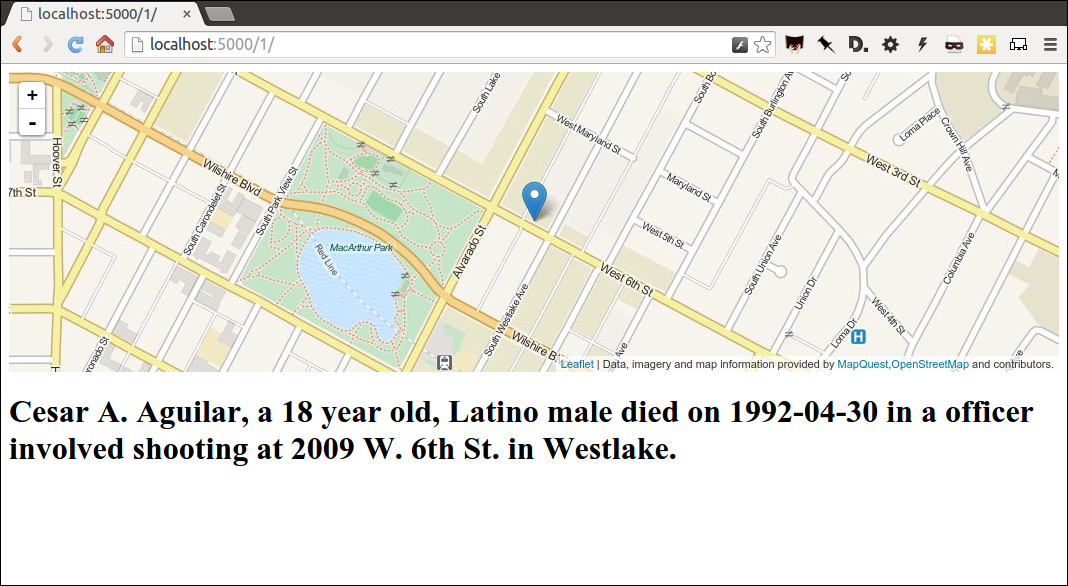 localhost:5000/1/ ×
localhost:5000/1/
+
-
Hoover St
7th St
Wilshire Blvd
South Carondelet St
South Park View St
MacArthur Park
Red Line
Alvarado St
South Lake
South Westlake Ave
Wilshire B
West Maryland St
Maryland St
West 5th St
West 6th St
South Bo
South Burlington Av
South Union Ave
Union Dr
West 3rd St
Loma Place
Crown Hill Ave
Columbia Ave
West 4th St
Loma Dr
H
oronado St
Ave
Leaflet | Data, imagery and map information provided by MapQuest,OpenStreetMap and contributors.
Cesar A. Aguilar, a 18 year old, Latino male died on 1992-04-30 in a officer
involved shooting at 2009 W. 6th St. in Westlake.